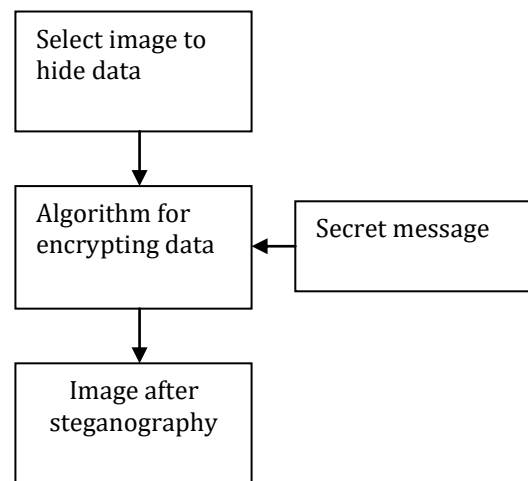 Select image to
hide data
Algorithm for
encrypting data
Secret message
Image after
steganography